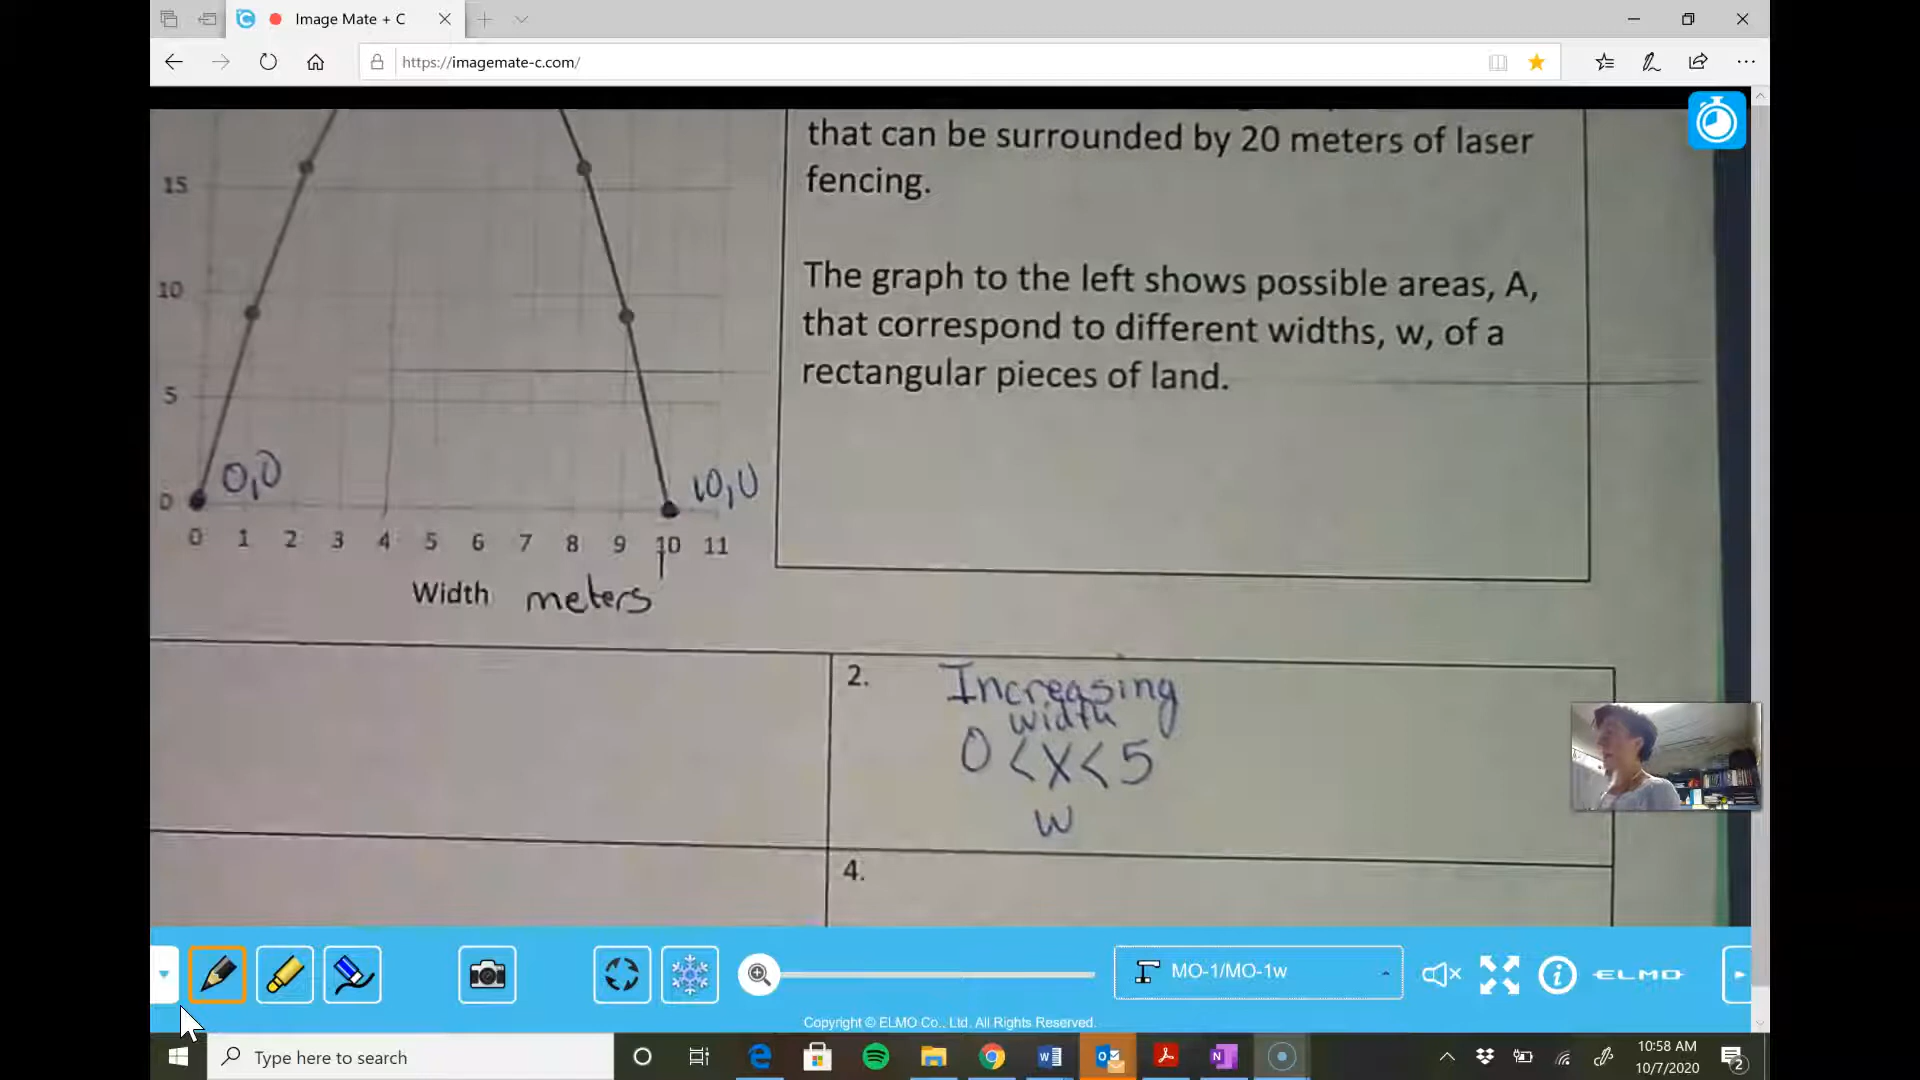 Image Mate + C
https://imagemate-c.com/
that can be surrounded by 20 meters of laser
fencing.
The graph to the left shows possible areas, A,
that correspond to different widths, w, of a
rectangular pieces of land.
15
10
5
0
0,0
10,0
0 1 2 3 4 5 6 7 8 9 10 11
Width meters
2.
Increasing
width
0 < x < 5
w
4.
MO-1/MO-1w
ELMO
Copyright © ELMO Co., Ltd. All Rights Reserved.
Type here to search
10:58 AM
10/7/2020
2